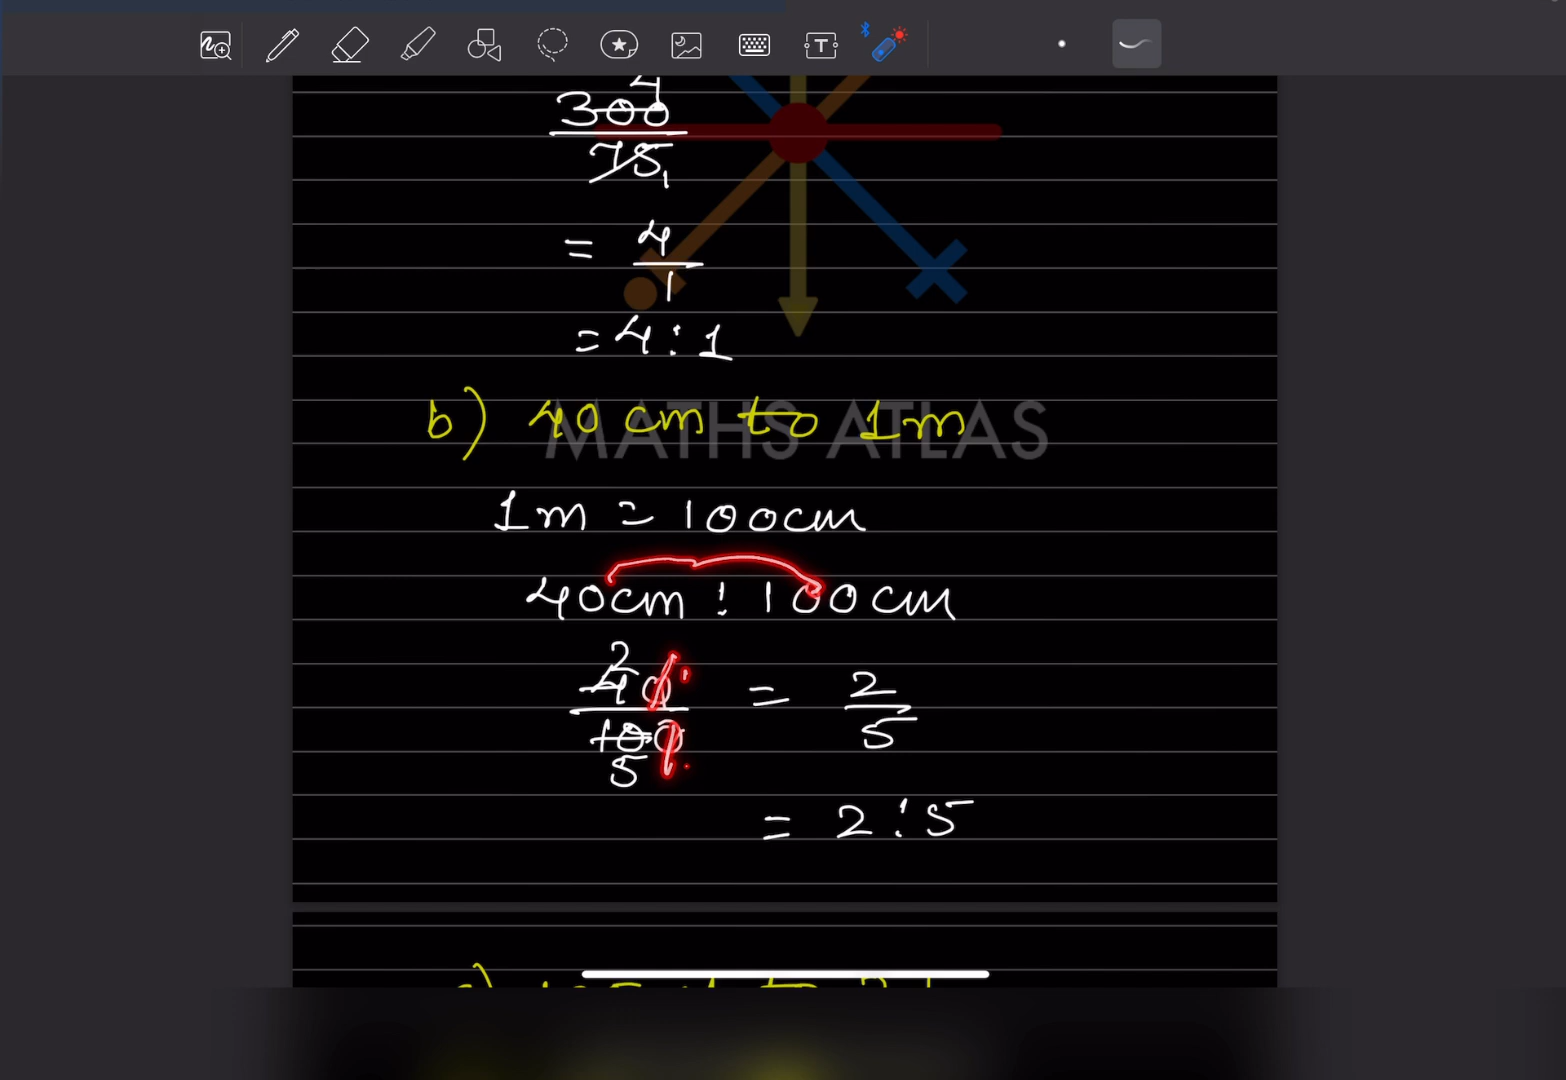 4
300
75 1
= 4
1
= 4 : 1
b) 40 cm to 1m
MATHS ATLAS
1m = 100cm
40cm : 100cm
2
40 = 2
100 5
5
= 2 : 5
T